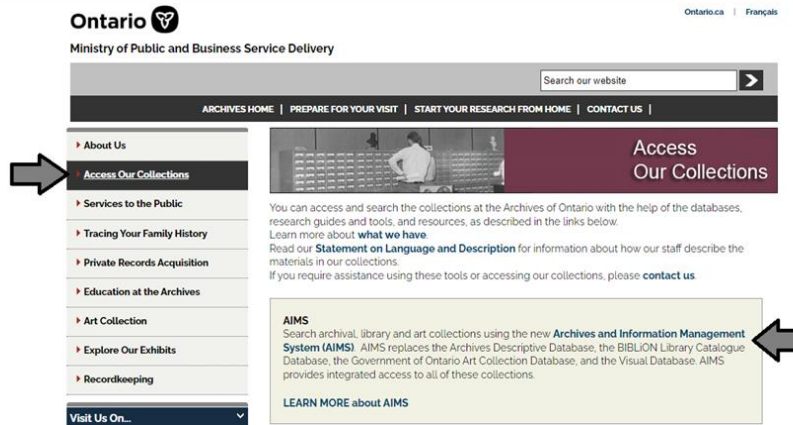 Ontario
Ontario.ca | Français
Ministry of Public and Business Service Delivery
Search our website
ARCHIVES HOME | PREPARE FOR YOUR VISIT | START YOUR RESEARCH FROM HOME | CONTACT US |
About Us
Access Our Collections
Services to the Public
Tracing Your Family History
Private Records Acquisition
Education at the Archives
Art Collection
Explore Our Exhibits
Recordkeeping
Visit Us On...
Access
Our Collections
You can access and search the collections at the Archives of Ontario with the help of the databases,
research guides and tools, and resources, as described in the links below.
Learn more about what we have.
Read our Statement on Language and Description for information about how our staff describe the
materials in our collections.
If you require assistance using these tools or accessing our collections, please contact us.
AIMS
Search archival, library and art collections using the new Archives and Information Management
System (AIMS). AIMS replaces the Archives Descriptive Database, the BIBLiON Library Catalogue
Database, the Government of Ontario Art Collection Database, and the Visual Database. AIMS
provides integrated access to all of these collections.
LEARN MORE about AIMS